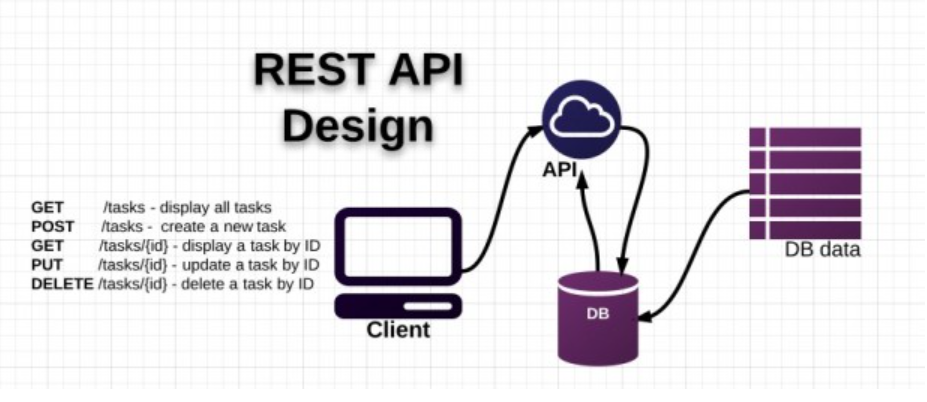 REST API
Design
GET /tasks - display all tasks
POST /tasks - create a new task
GET /tasks/{id} - display a task by ID
PUT /tasks/{id} - update a task by ID
DELETE /tasks/{id} - delete a task by ID
Client
API
DB
DB data